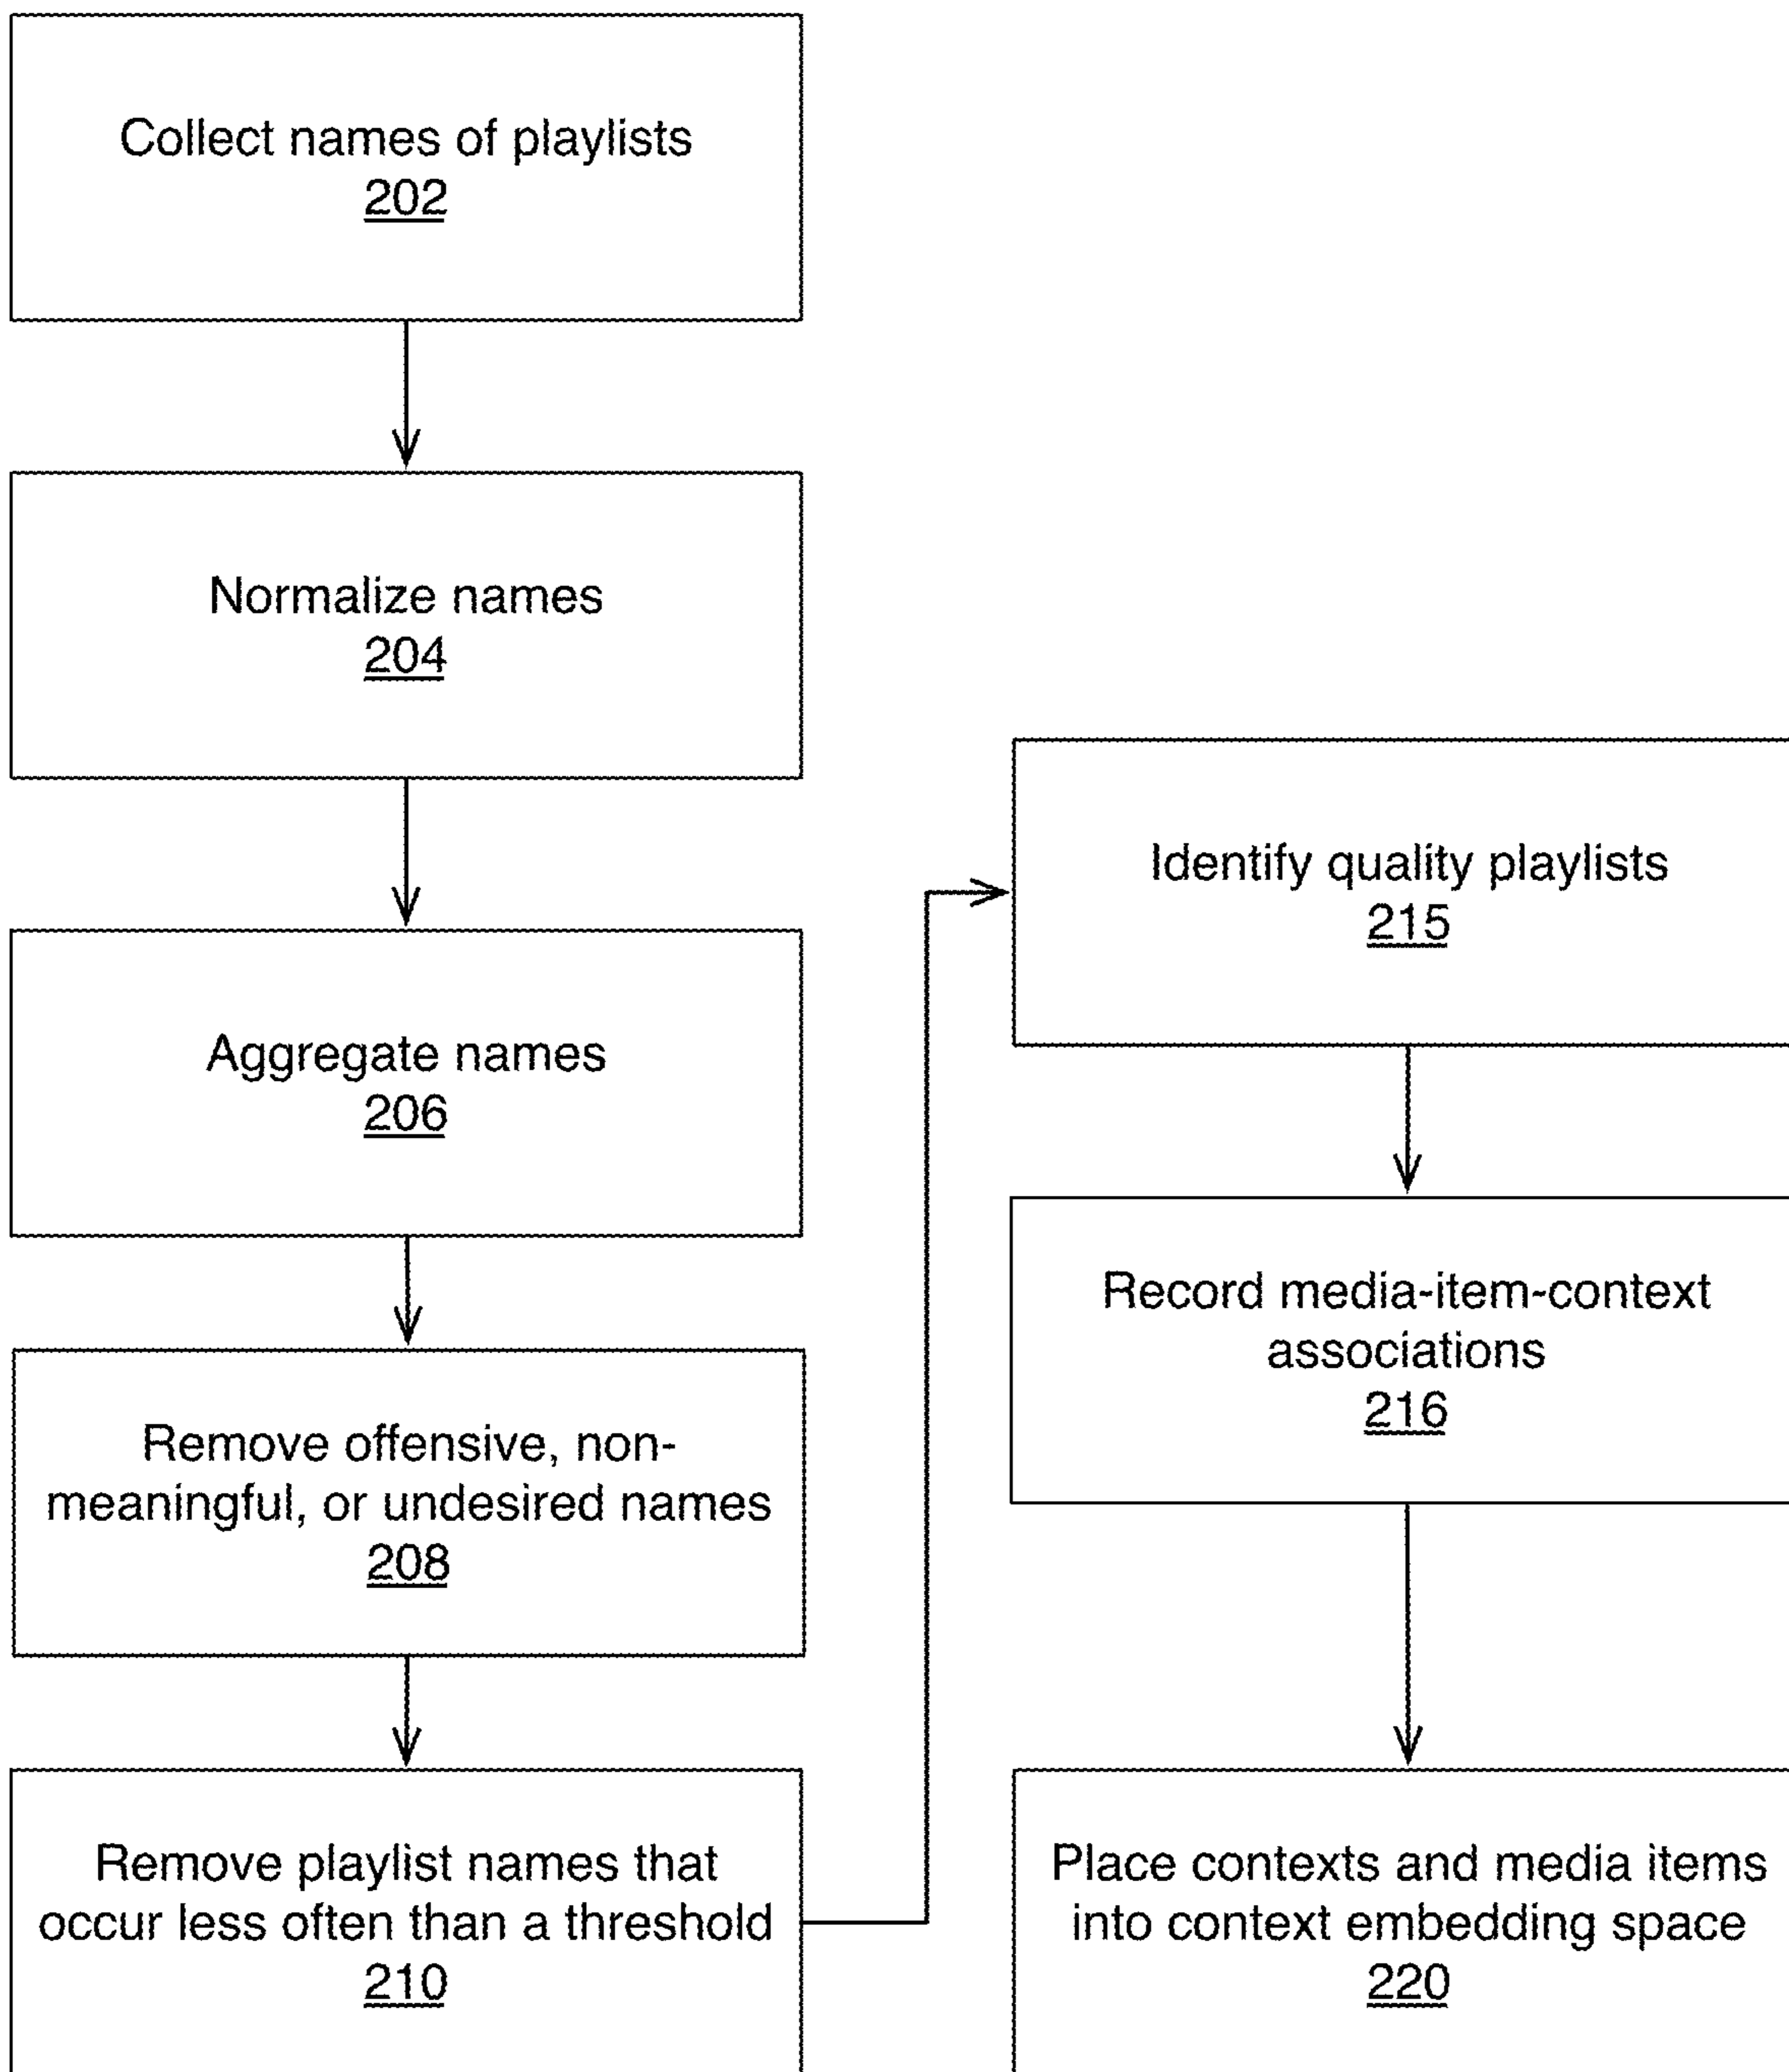 Collect names of playlists
202
Normalize names
204
Aggregate names
206
Remove offensive, non-
meaningful, or undesired names
208
Remove playlist names that
occur less often than a threshold
210
Identify quality playlists
215
Record media-item-context
associations
216
Place contexts and media items
into context embedding space
220